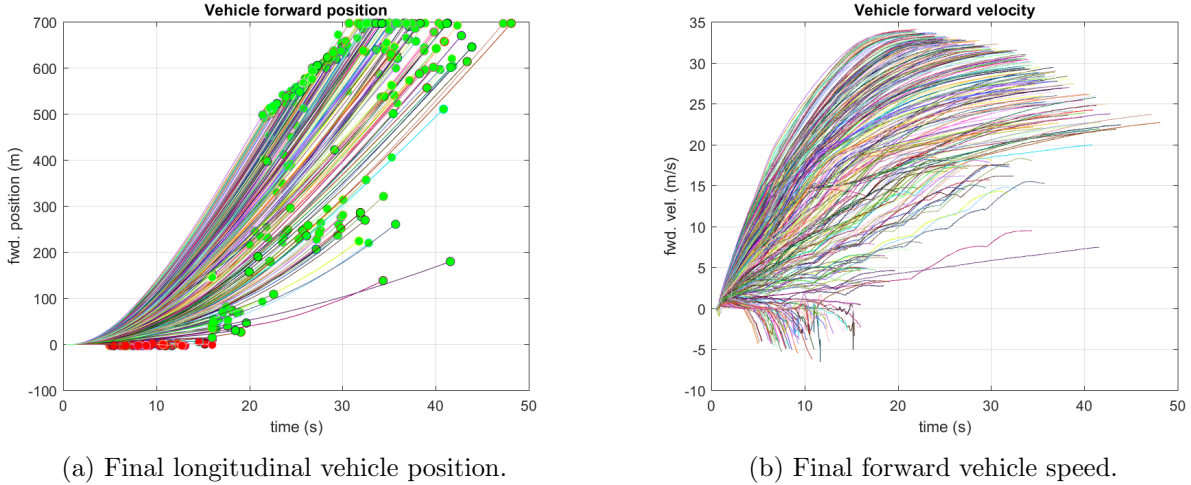 Vehicle forward position
700
600
500
400
300
200
100
0
-100
fwd. position (m)
0 10 20 30 40 50
time (s)
(a) Final longitudinal vehicle position.
Vehicle forward velocity
35
30
25
20
15
10
5
0
-5
-10
fwd. vel. (m/s)
0 10 20 30 40 50
time (s)
(b) Final forward vehicle speed.